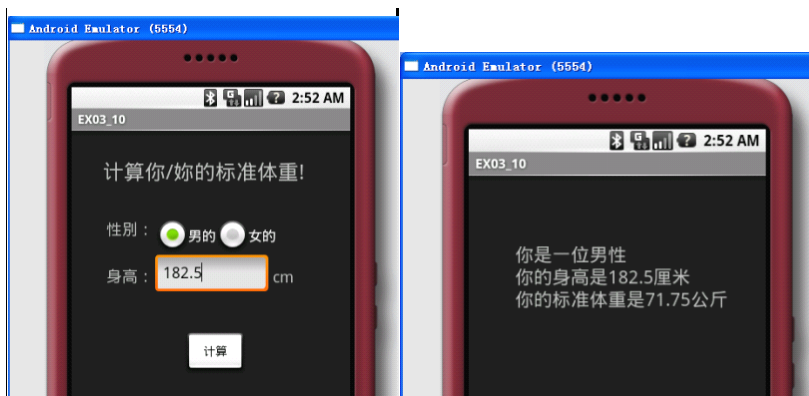 Android Emulator (5554)
2:52 AM
EX03_10
计算你/妳的标准体重!
性别： 男的 女的
身高： 182.5 cm
计算
Android Emulator (5554)
2:52 AM
EX03_10
你是一位男性
你的身高是182.5厘米
你的标准体重是71.75公斤